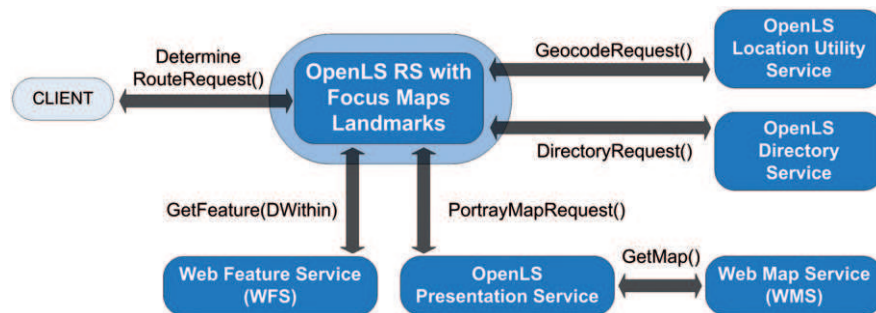 Determine
RouteRequest()
CLIENT
OpenLS RS with
Focus Maps
Landmarks
GeocodeRequest()
OpenLS
Location Utility
Service
DirectoryRequest()
OpenLS
Directory
Service
GetFeature(DWithin)
PortrayMapRequest()
Web Feature Service
(WFS)
OpenLS
Presentation Service
GetMap()
Web Map Service
(WMS)